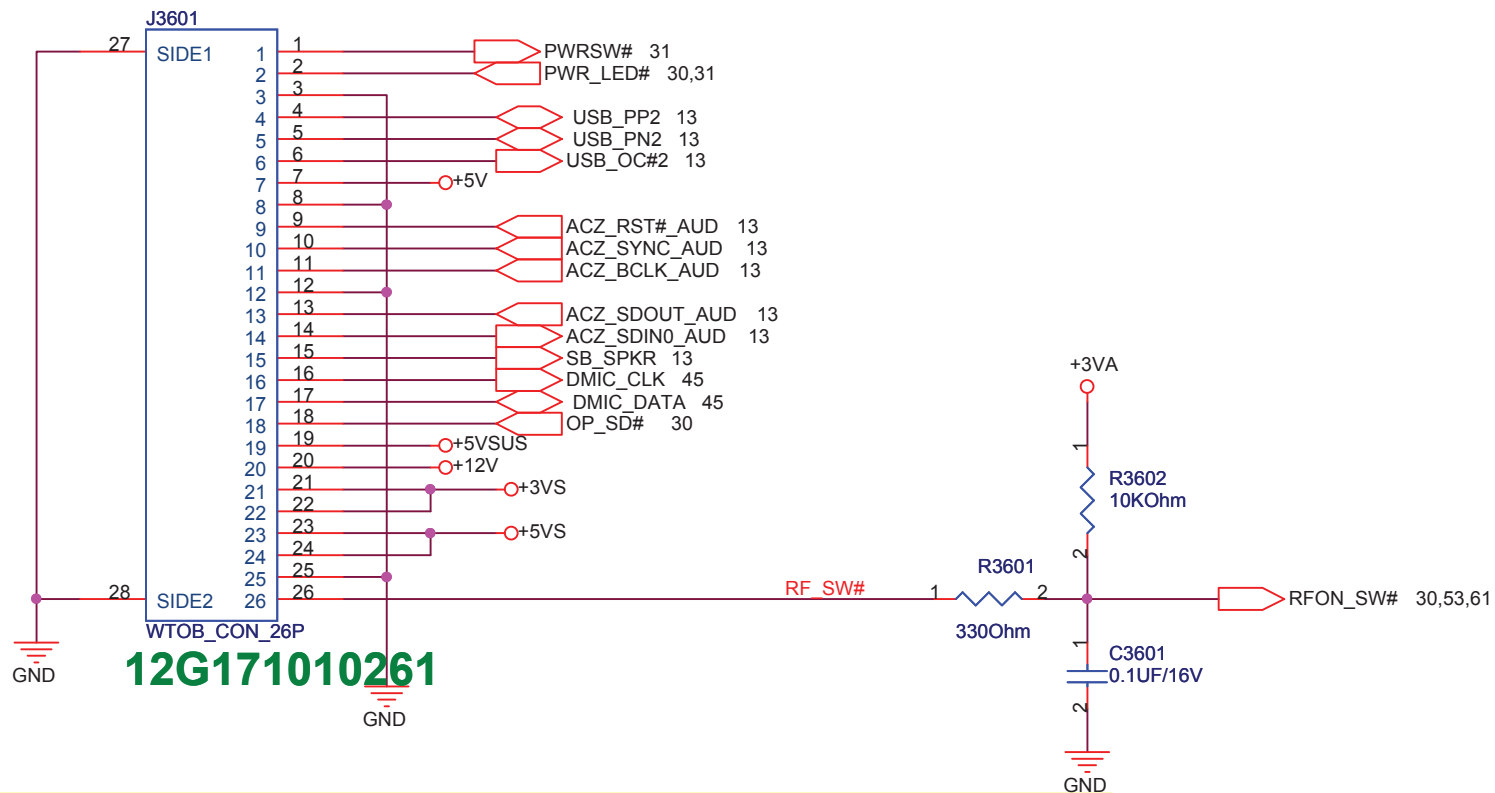 J3601
27 SIDE1 1 1 PWRSW# 31
2 2 PWR_LED# 30,31
3 3
4 4 USB_PP2 13
5 5 USB_PN2 13
6 6 USB_OC#2 13
7 7 +5V
8 8
9 9 ACZ_RST#_AUD 13
10 10 ACZ_SYNC_AUD 13
11 11 ACZ_BCLK_AUD 13
12 12
13 13 ACZ_SDOUT_AUD 13
14 14 ACZ_SDIN0_AUD 13
15 15 SB_SPKR 13
16 16 DMIC_CLK 45
17 17 DMIC_DATA 45
18 18 OP_SD# 30
19 19 +5VSUS
20 20 +12V
21 21 +3VS
22 22
23 23 +5VS
24 24
25 25
28 SIDE2 26 26 RF_SW#
WTOB_CON_26P
12G171010261
GND
GND
+3VA
1
R3602
10KOhm
2
R3601
1 2
330Ohm
RFON_SW# 30,53,61
1
C3601
0.1UF/16V
2
GND